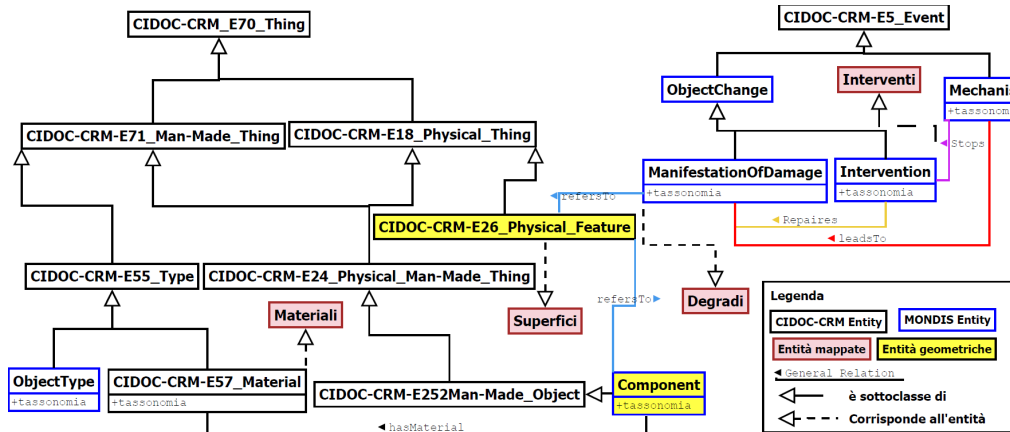 CIDOC-CRM_E70_Thing
CIDOC-CRM-E5_Event
ObjectChange
Interventi
Mechanis
+tassonomia
CIDOC-CRM-E71_Man-Made_Thing
CIDOC-CRM-E18_Physical_Thing
Stops
ManifestationOfDamage
+tassonomia
Intervention
+tassonomia
refersTo
Repaires
CIDOC-CRM-E26_Physical_Feature
leadsTo
CIDOC-CRM-E55_Type
CIDOC-CRM-E24_Physical_Man-Made_Thing
refersTo
Degradi
Materiali
Superfici
Legenda
CIDOC-CRM Entity
MONDIS Entity
Entità mappate
Entità geometriche
General Relation
è sottoclasse di
Corrisponde all'entità
ObjectType
+tassonomia
CIDOC-CRM-E57_Material
+tassonomia
CIDOC-CRM-E252Man-Made_Object
Component
+tassonomia
hasMaterial